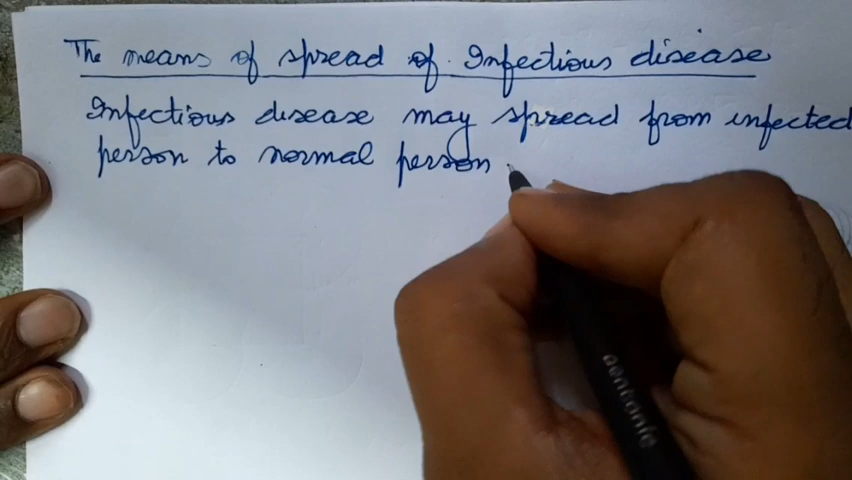 The means of spread of Infectious disease
Infectious disease may spread from infected
person to normal person